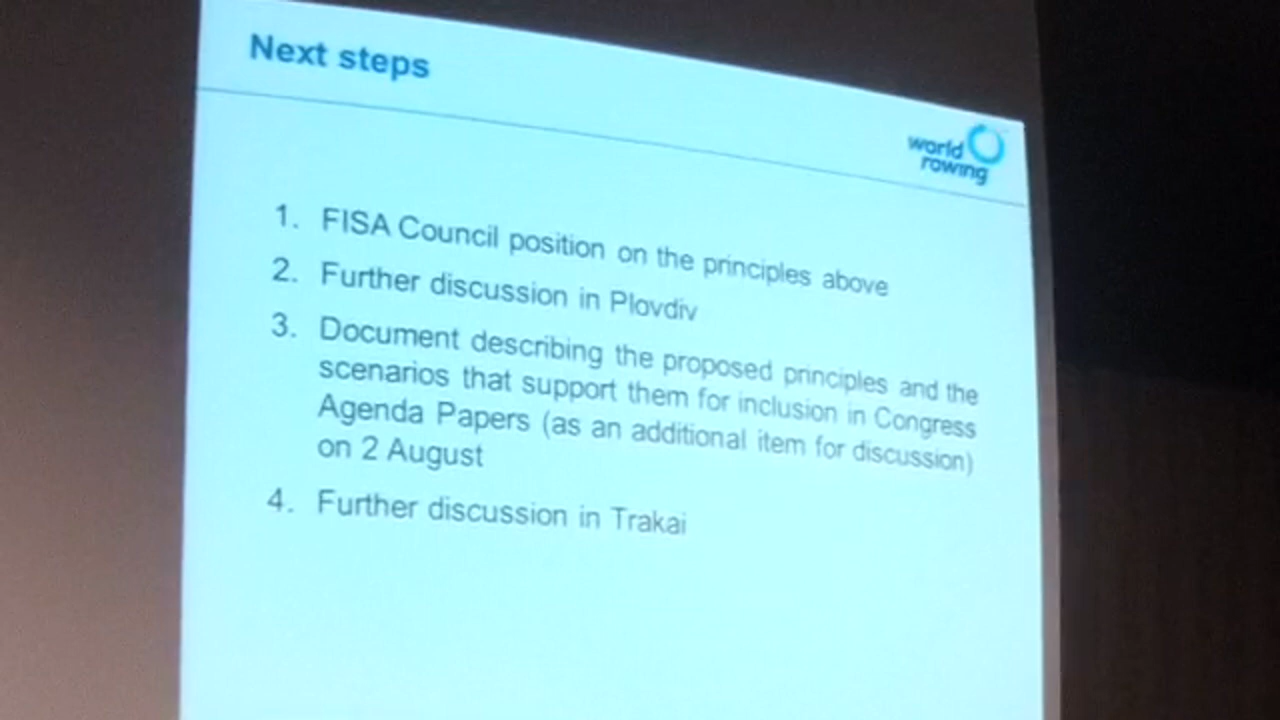 Next steps
world
rowing
1. FISA Council position on the principles above
2. Further discussion in Plovdiv
3. Document describing the proposed principles and the
scenarios that support them for inclusion in Congress
Agenda Papers (as an additional item for discussion)
on 2 August
4. Further discussion in Trakai